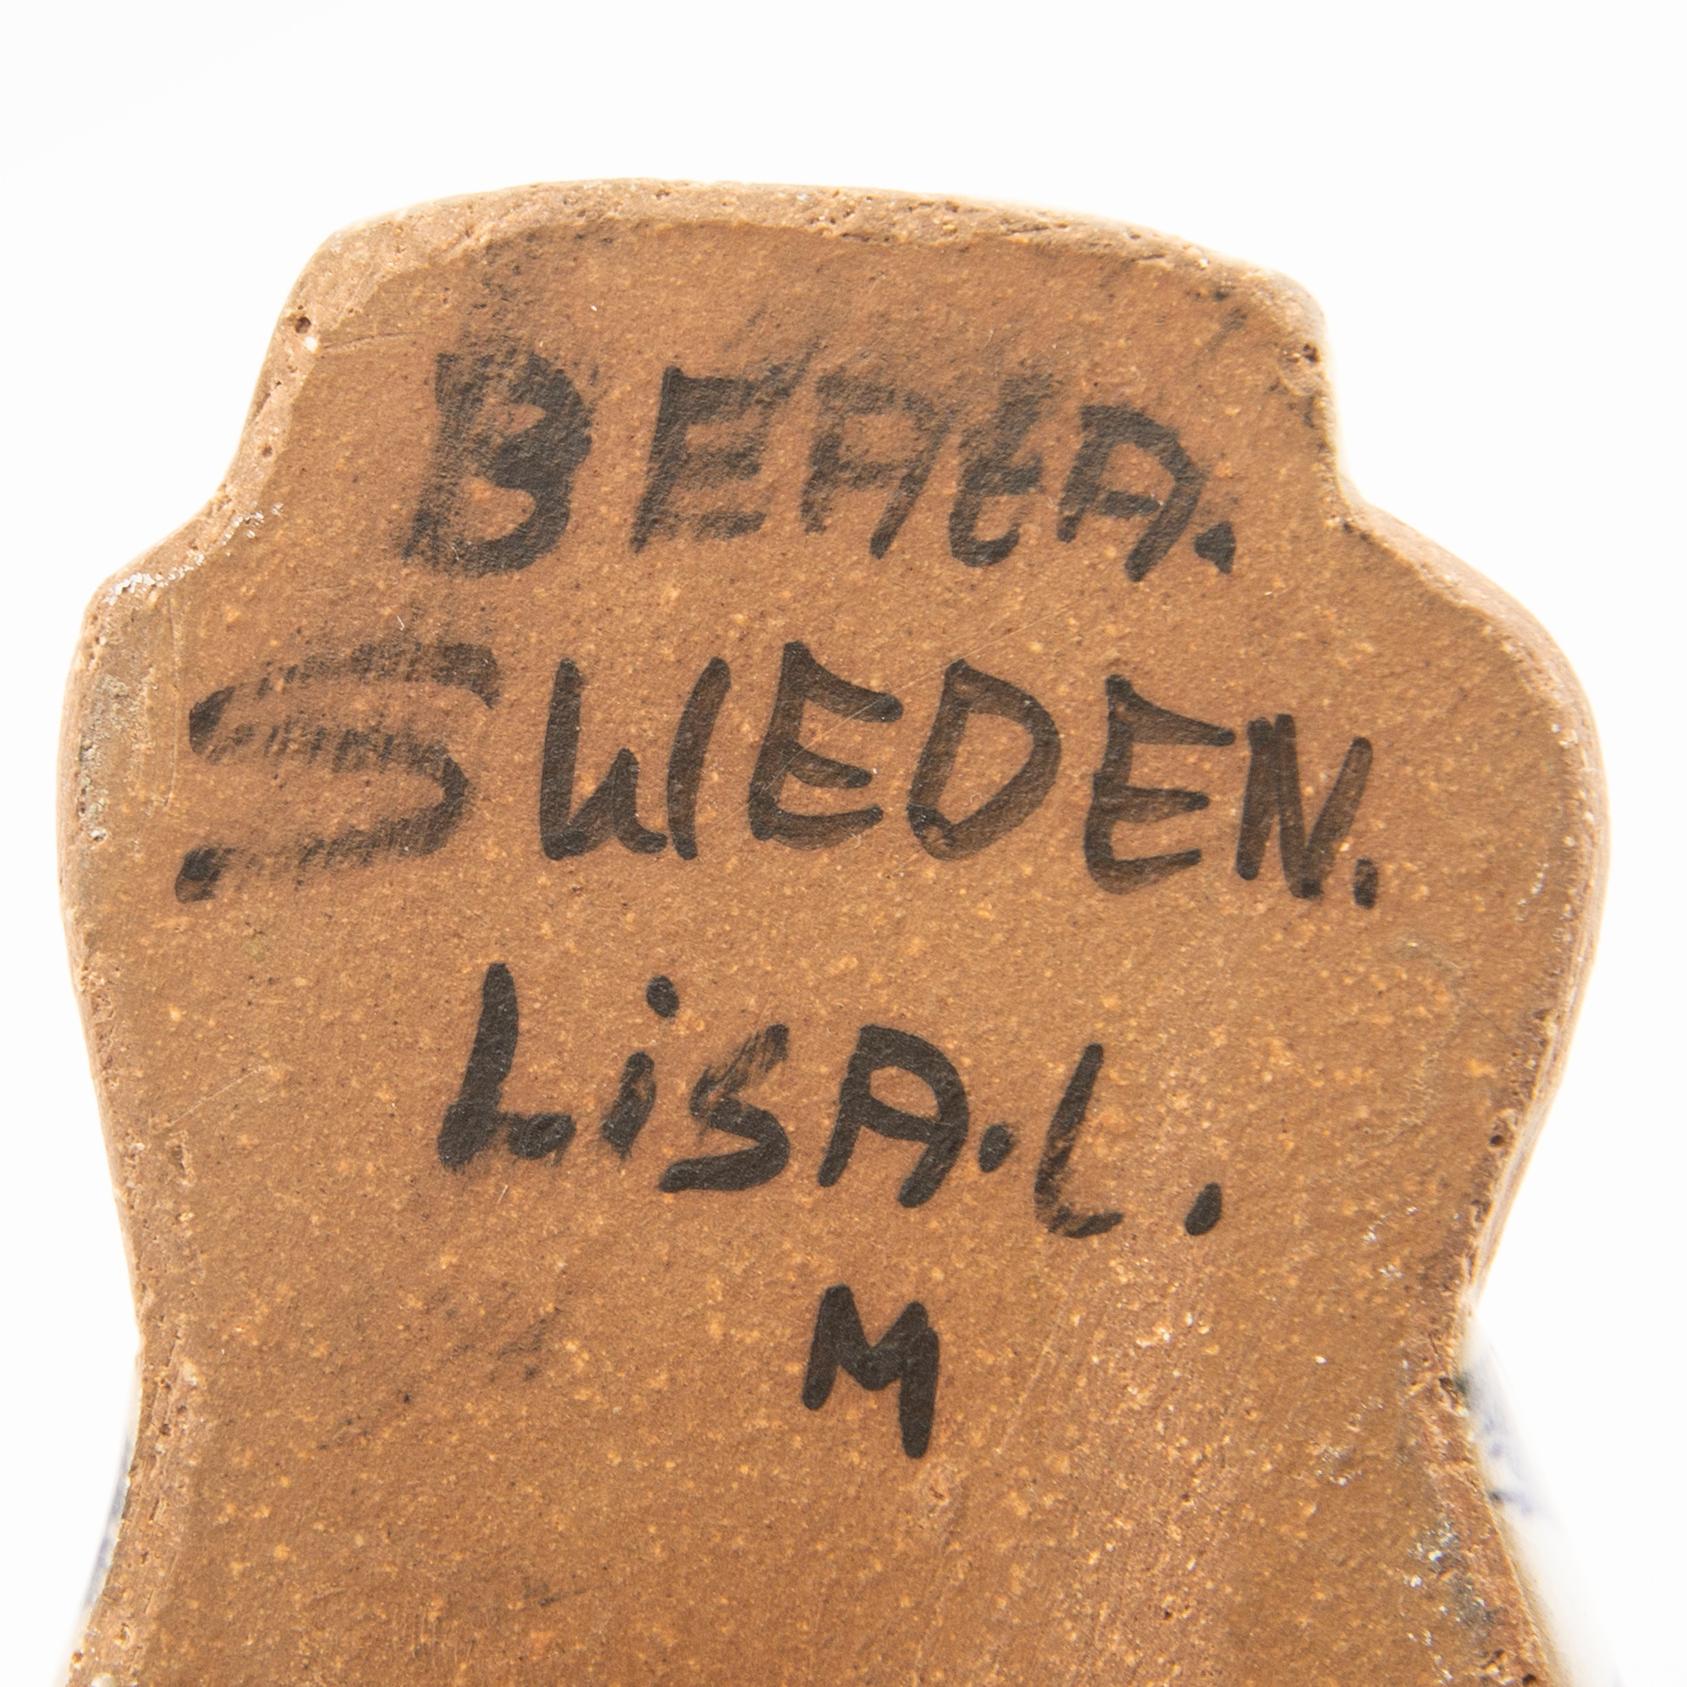 BEAtA.
SWEDEN.
LiSA.L.
M